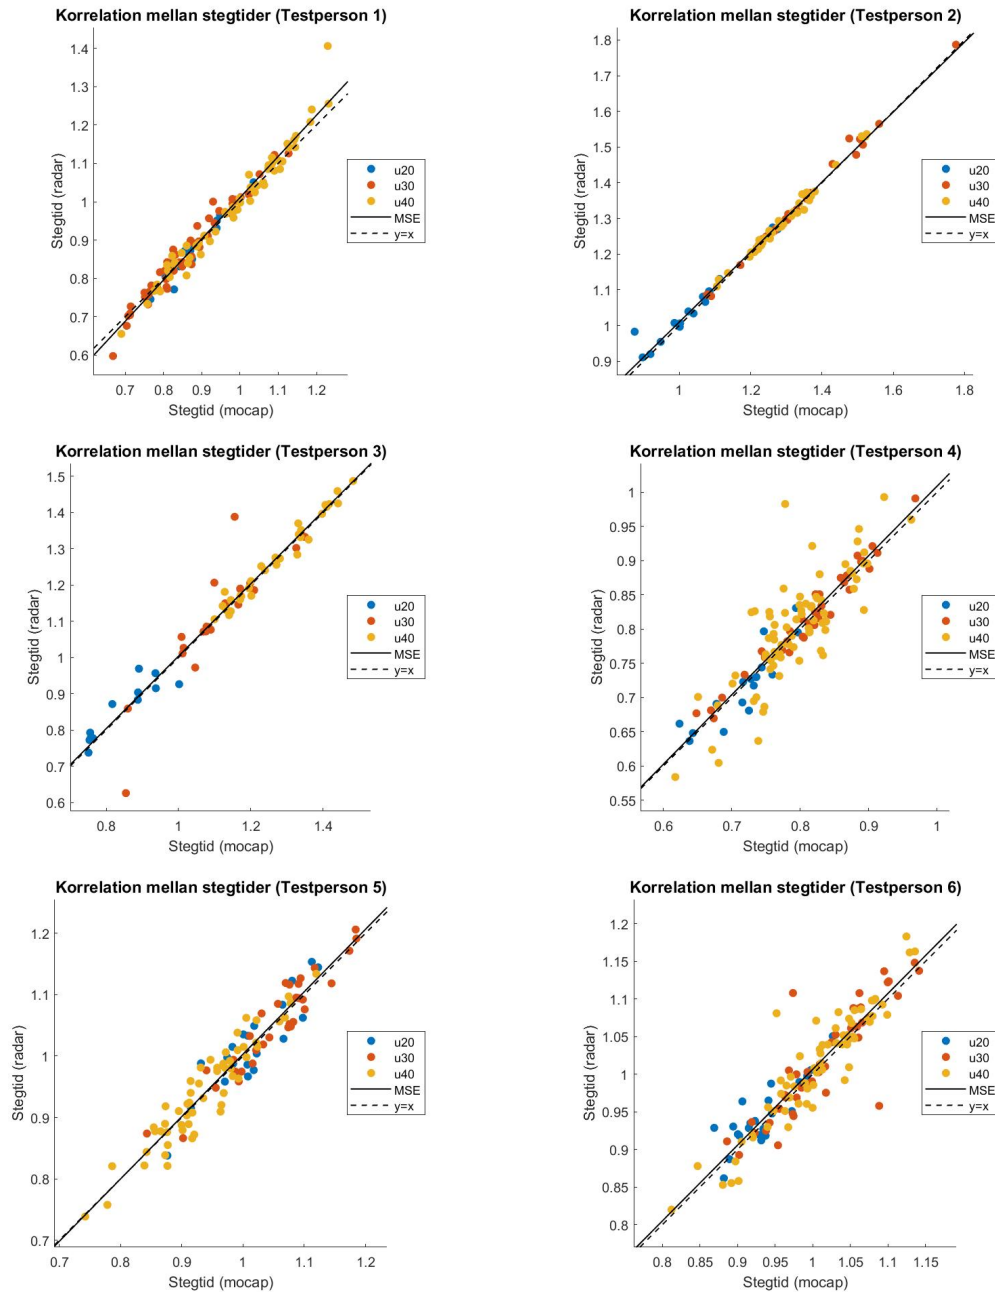 Korrelation mellan stegtider (Testperson 1)
1.4
1.3
1.2
1.1
1
0.9
0.8
0.7
0.6
Stegtid (radar)
0.7 0.8 0.9 1 1.1 1.2
Stegtid (mocap)
u20
u30
u40
MSE
y=x
Korrelation mellan stegtider (Testperson 2)
1.8
1.7
1.6
1.5
1.4
1.3
1.2
1.1
1
0.9
Stegtid (radar)
1 1.2 1.4 1.6 1.8
Stegtid (mocap)
u20
u30
u40
MSE
y=x
Korrelation mellan stegtider (Testperson 3)
1.5
1.4
1.3
1.2
1.1
1
0.9
0.8
0.7
0.6
Stegtid (radar)
0.8 1 1.2 1.4
Stegtid (mocap)
u20
u30
u40
MSE
y=x
Korrelation mellan stegtider (Testperson 4)
1
0.95
0.9
0.85
0.8
0.75
0.7
0.65
0.6
0.55
Stegtid (radar)
0.6 0.7 0.8 0.9 1
Stegtid (mocap)
u20
u30
u40
MSE
y=x
Korrelation mellan stegtider (Testperson 5)
1.2
1.1
1
0.9
0.8
0.7
Stegtid (radar)
0.7 0.8 0.9 1 1.1 1.2
Stegtid (mocap)
u20
u30
u40
MSE
y=x
Korrelation mellan stegtider (Testperson 6)
1.2
1.15
1.1
1.05
1
0.95
0.9
0.85
0.8
Stegtid (radar)
0.8 0.85 0.9 0.95 1 1.05 1.1 1.15
Stegtid (mocap)
u20
u30
u40
MSE
y=x